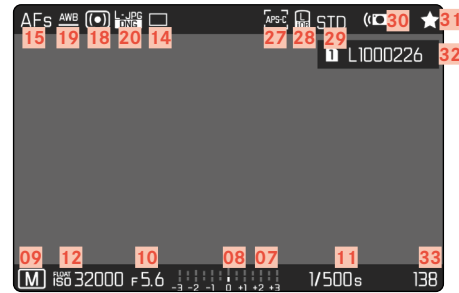 AFs AWB L-JPG DNG APS-C L JPG STD 30 31
15 19 18 20 14 27 28 29 32
1 L1000226
09 12 10 08 07 11 33
M FLOAT ISO 32000 F 5.6 -3 -2 -1 0 +1 +2 +3 1/500s 138